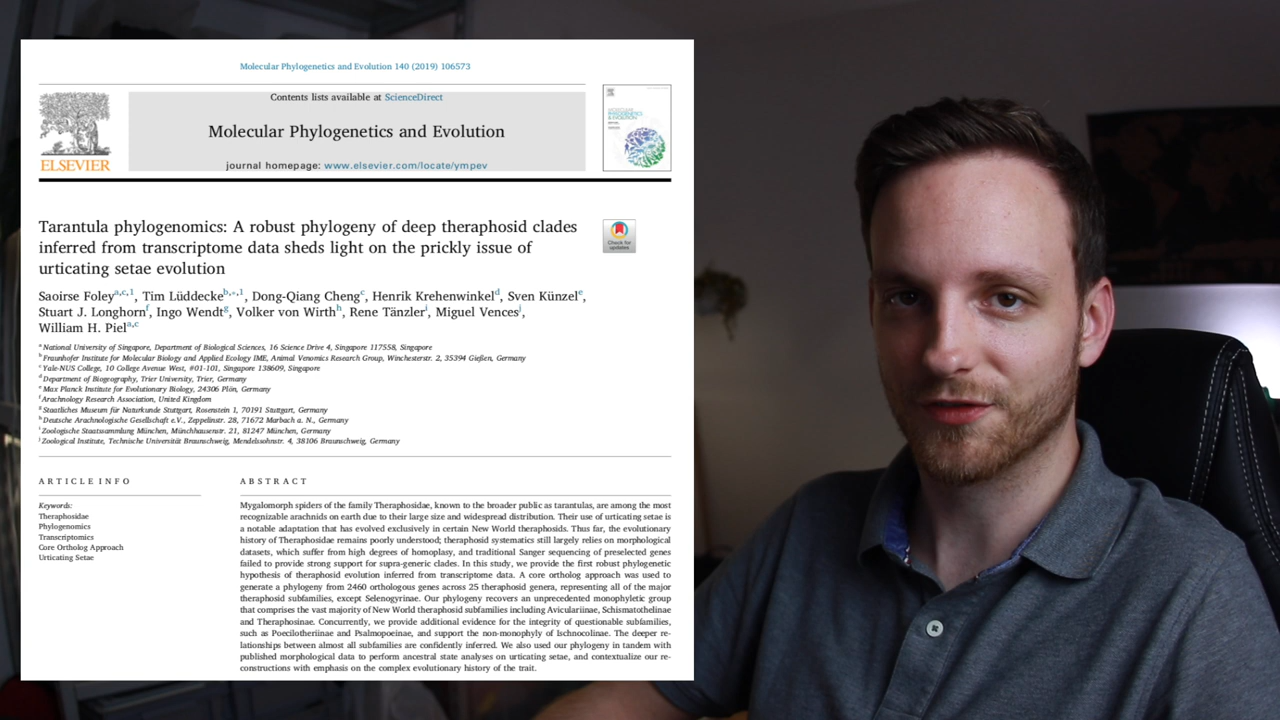 Molecular Phylogenetics and Evolution 140 (2019) 106573
Contents lists available at ScienceDirect
Molecular Phylogenetics and Evolution
journal homepage: www.elsevier.com/locate/ympev
ELSEVIER
Tarantula phylogenomics: A robust phylogeny of deep theraphosid clades
inferred from transcriptome data sheds light on the prickly issue of
urticating setae evolution
Check for
updates
Saoirse Foleya,c,1, Tim Lüddeckeb,⁎,1, Dong-Qiang Chengc, Henrik Krehenwinkeld, Sven Künzele,
Stuart J. Longhornf, Ingo Wendtg, Volker von Wirthh, Rene Tänzleri, Miguel Vencesj,
William H. Piela,c
a National University of Singapore, Department of Biological Sciences, 16 Science Drive 4, Singapore 117558, Singapore
b Fraunhofer Institute for Molecular Biology and Applied Ecology IME, Animal Venomics Research Group, Winchesterstr. 2, 35394 Gießen, Germany
c Yale-NUS College, 10 College Avenue West, #01-101, Singapore 138609, Singapore
d Department of Biogeography, Trier University, Trier, Germany
e Max Planck Institute for Evolutionary Biology, 24306 Plön, Germany
f Arachnology Research Association, United Kingdom
g Staatliches Museum für Naturkunde Stuttgart, Rosenstein 1, 70191 Stuttgart, Germany
h Deutsche Arachnologische Gesellschaft e.V., Zeppelinstr. 28, 71672 Marbach a. N., Germany
i Zoologische Staatssammlung München, Münchhausenstr. 21, 81247 München, Germany
j Zoological Institute, Technische Universität Braunschweig, Mendelssohnstr. 4, 38106 Braunschweig, Germany
ARTICLE INFO
Keywords:
Theraphosidae
Phylogenomics
Transcriptomics
Core Ortholog Approach
Urticating Setae
ABSTRACT
Mygalomorph spiders of the family Theraphosidae, known to the broader public as tarantulas, are among the most
recognizable arachnids on earth due to their large size and widespread distribution. Their use of urticating setae is
a notable adaptation that has evolved exclusively in certain New World theraphosids. Thus far, the evolutionary
history of Theraphosidae remains poorly understood; theraphosid systematics still largely relies on morphological
datasets, which suffer from high degrees of homoplasy, and traditional Sanger sequencing of preselected genes
failed to provide strong support for supra-generic clades. In this study, we provide the first robust phylogenetic
hypothesis of theraphosid evolution inferred from transcriptome data. A core ortholog approach was used to
generate a phylogeny from 2460 orthologous genes across 25 theraphosid genera, representing all of the major
theraphosid subfamilies, except Selenogyrinae. Our phylogeny recovers an unprecedented monophyletic group
that comprises the vast majority of New World theraphosid subfamilies including Aviculariinae, Schismatothelinae
and Theraphosinae. Concurrently, we provide additional evidence for the integrity of questionable subfamilies,
such as Poecilotheriinae and Psalmopoeinae, and support the non-monophyly of Ischnocolinae. The deeper re-
lationships between almost all subfamilies are confidently inferred. We also used our phylogeny in tandem with
published morphological data to perform ancestral state analyses on urticating setae, and contextualize our re-
constructions with emphasis on the complex evolutionary history of the trait.